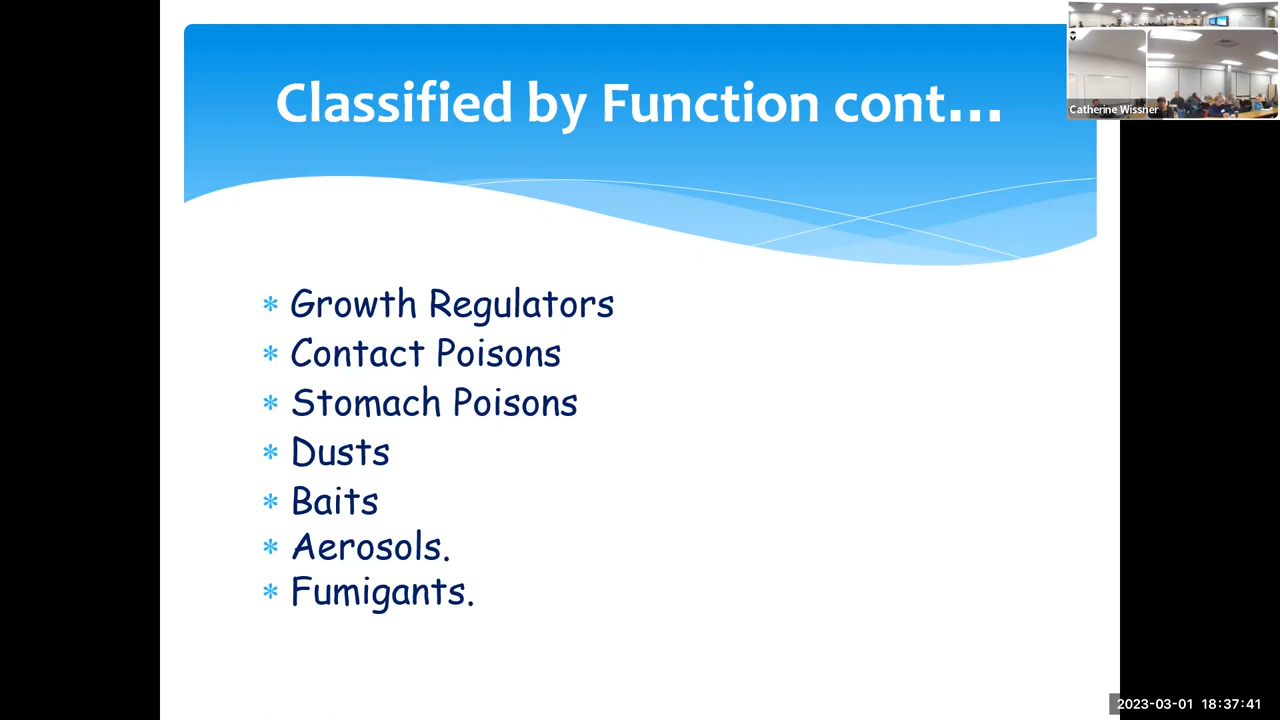 Classified by Function cont...
Catherine Wissner
* Growth Regulators
* Contact Poisons
* Stomach Poisons
* Dusts
* Baits
* Aerosols.
* Fumigants.
2023-03-01 18:37:41